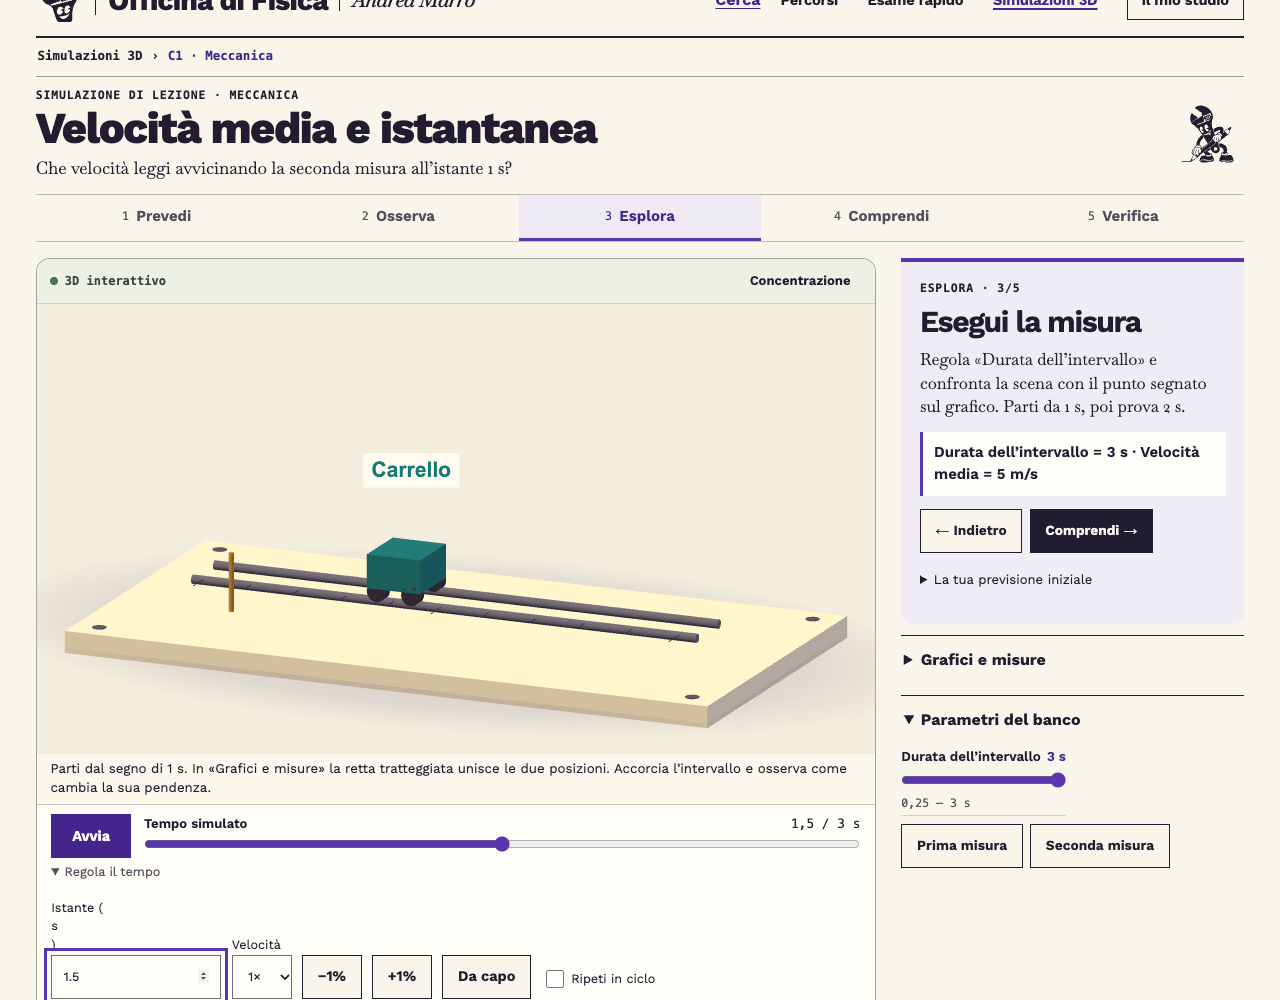 Officina di Fisica
Andrea Marro
Cerca Percorsi Esame rapido Simulazioni 3D Il mio studio
Simulazioni 3D › C1 · Meccanica
SIMULAZIONE DI LEZIONE · MECCANICA
Velocità media e istantanea
Che velocità leggi avvicinando la seconda misura all’istante 1 s?
1 Prevedi
2 Osserva
3 Esplora
4 Comprendi
5 Verifica
3D interattivo
Concentrazione
Carrello
Parti dal segno di 1 s. In «Grafici e misure» la retta tratteggiata unisce le due posizioni. Accorcia l’intervallo e osserva come
cambia la sua pendenza.
Avvia
Tempo simulato
1,5 / 3 s
▼ Regola il tempo
Istante (
s
)
Velocità
1.5
1×
−1%
+1%
Da capo
Ripeti in ciclo
ESPLORA · 3/5
Esegui la misura
Regola «Durata dell’intervallo» e
confronta la scena con il punto segnato
sul grafico. Parti da 1 s, poi prova 2 s.
Durata dell’intervallo = 3 s · Velocità
media = 5 m/s
← Indietro
Comprendi →
▶ La tua previsione iniziale
▶ Grafici e misure
▼ Parametri del banco
Durata dell’intervallo 3 s
0,25 — 3 s
Prima misura
Seconda misura